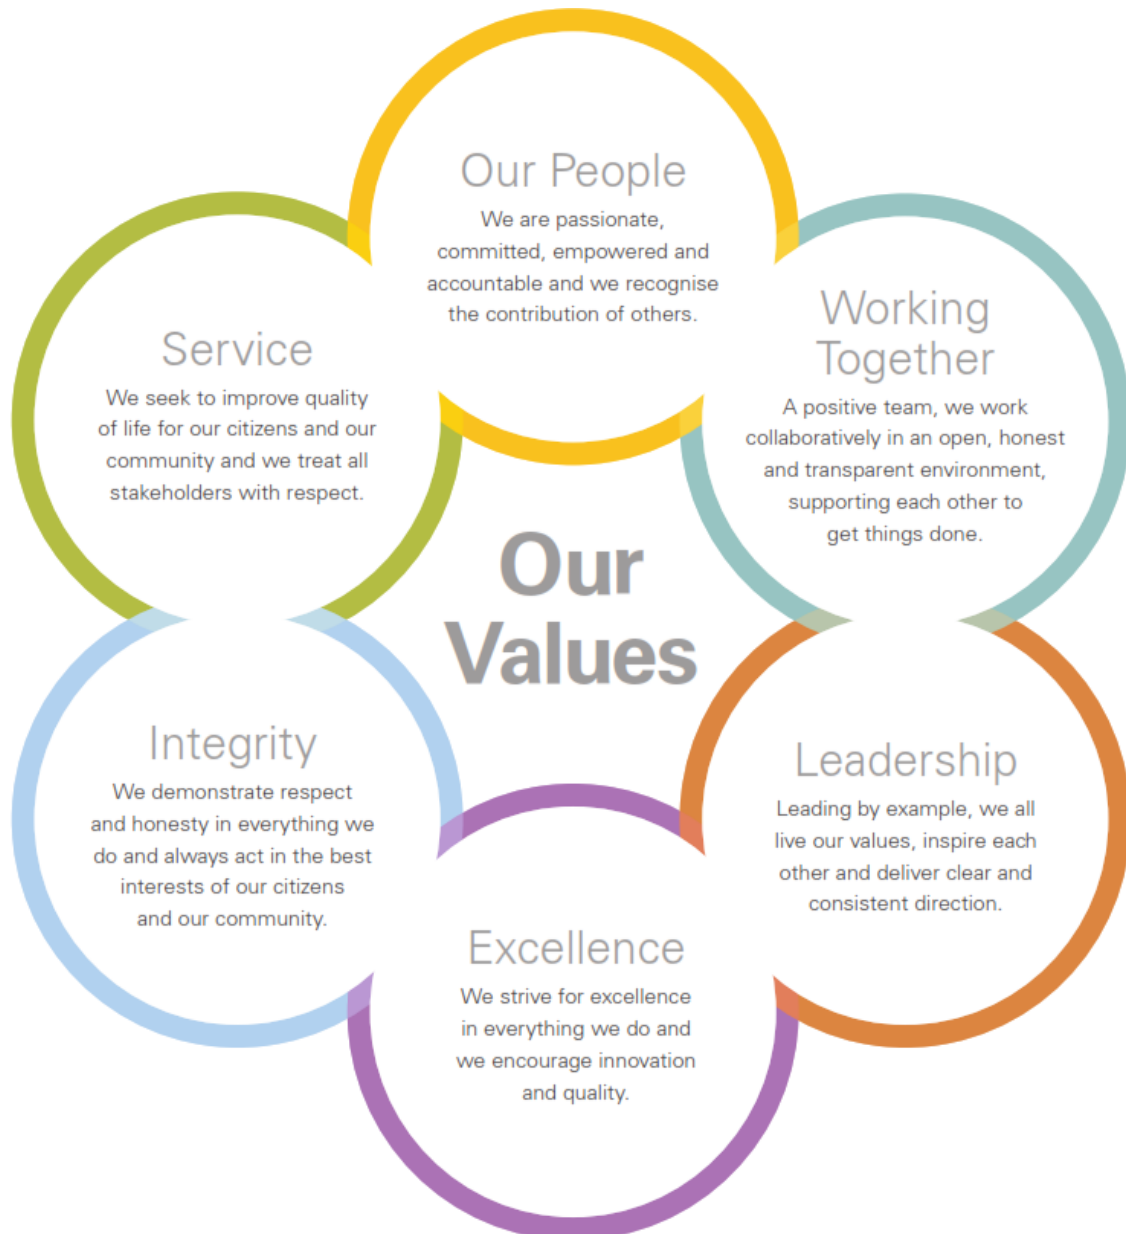 Our People
We are passionate,
committed, empowered and
accountable and we recognise
the contribution of others.
Working
Together
A positive team, we work
collaboratively in an open, honest
and transparent environment,
supporting each other to
get things done.
Service
We seek to improve quality
of life for our citizens and our
community and we treat all
stakeholders with respect.
Our
Values
Integrity
We demonstrate respect
and honesty in everything we
do and always act in the best
interests of our citizens
and our community.
Leadership
Leading by example, we all
live our values, inspire each
other and deliver clear and
consistent direction.
Excellence
We strive for excellence
in everything we do and
we encourage innovation
and quality.